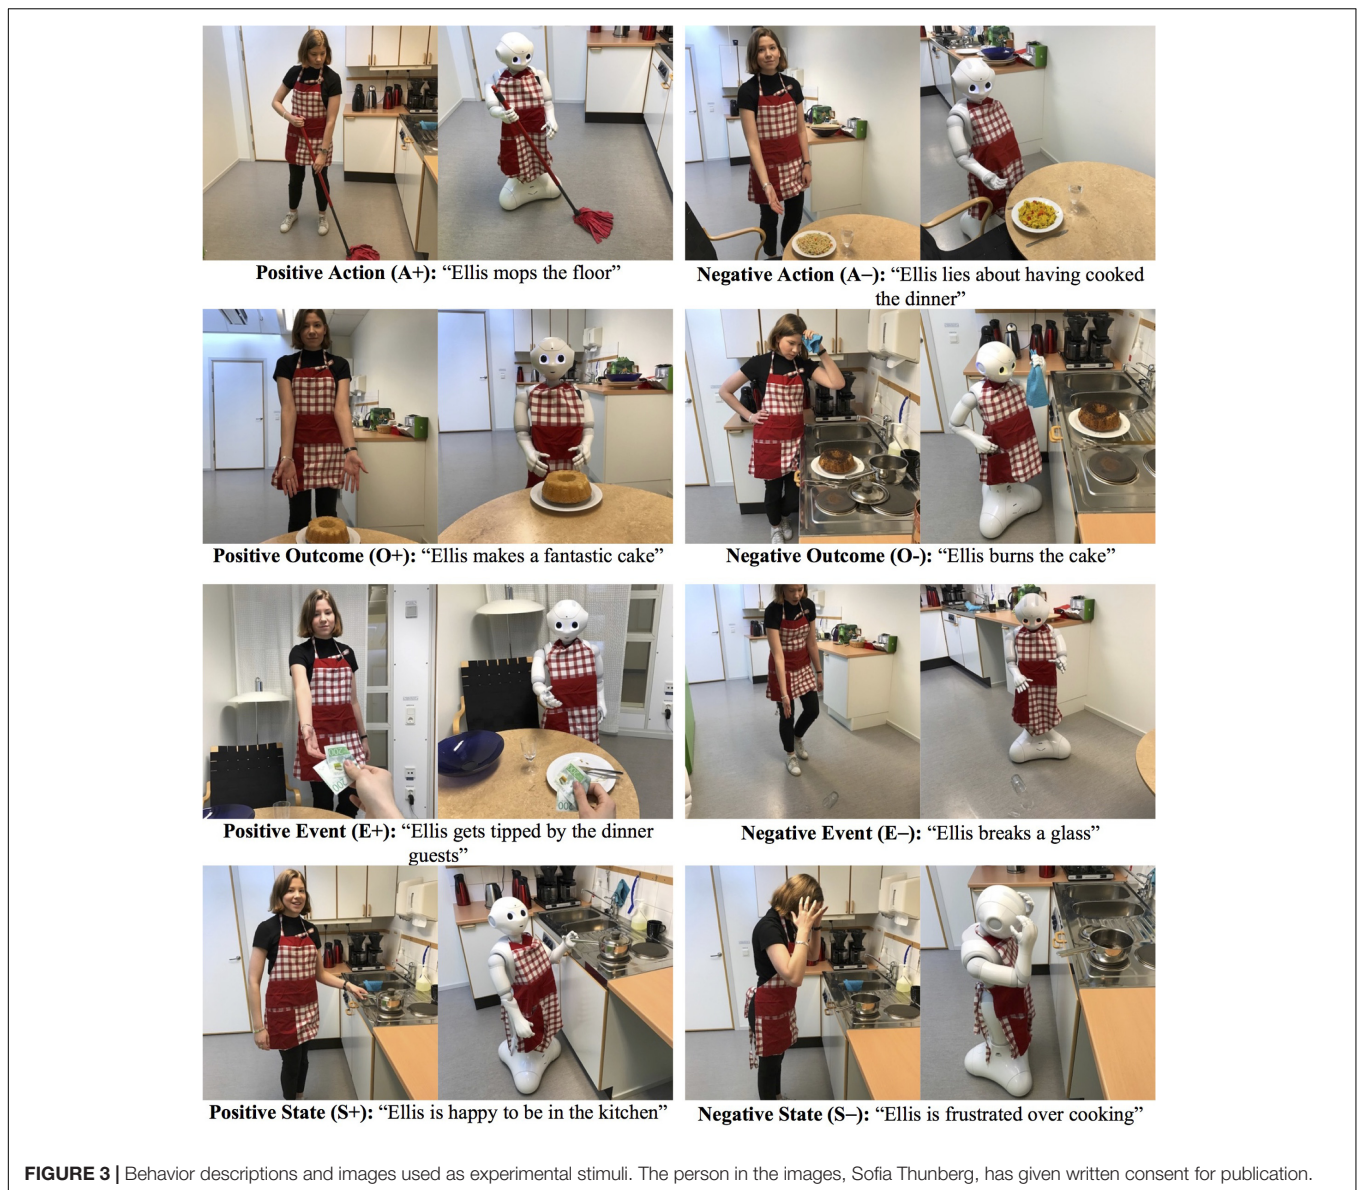 Positive Action (A+): “Ellis mops the floor”
Negative Action (A–): “Ellis lies about having cooked
the dinner”
Positive Outcome (O+): “Ellis makes a fantastic cake”
Negative Outcome (O-): “Ellis burns the cake”
Positive Event (E+): “Ellis gets tipped by the dinner
guests”
Negative Event (E–): “Ellis breaks a glass”
Positive State (S+): “Ellis is happy to be in the kitchen”
Negative State (S–): “Ellis is frustrated over cooking”
FIGURE 3 | Behavior descriptions and images used as experimental stimuli. The person in the images, Sofia Thunberg, has given written consent for publication.